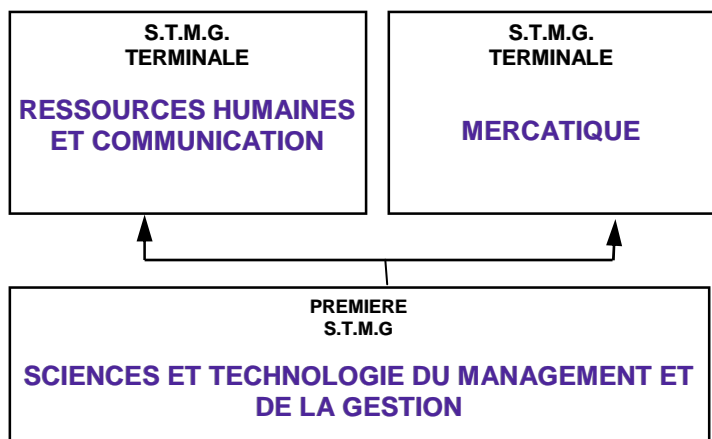 S.T.M.G.
TERMINALE
RESSOURCES HUMAINES
ET COMMUNICATION
S.T.M.G.
TERMINALE
MERCATIQUE
PREMIERE
S.T.M.G
SCIENCES ET TECHNOLOGIE DU MANAGEMENT ET
DE LA GESTION